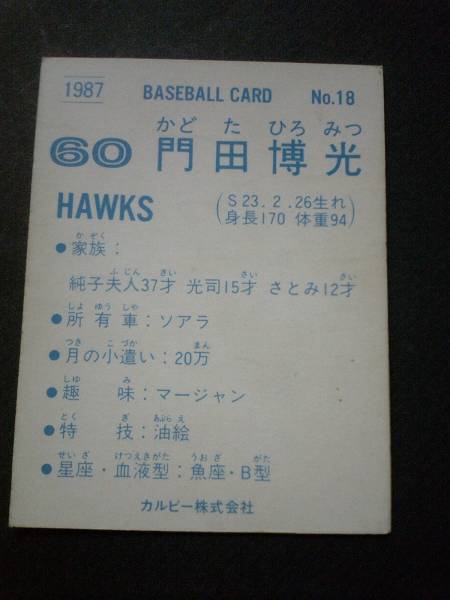 1987 BASEBALL CARD No.18
かど た ひろ みつ
60 門田博光
HAWKS (S23.2.26生れ
身長170 体重94)
か ぞく
●家族:
ふ じん さい さい さい
純子夫人37才 光司15才 さとみ12才
しよ ゆう しや
●所有車:ソアラ
つき こ づか まん
●月の小遣い:20万
しゆ み
●趣 味:マージャン
とく ぎ あぶら え
●特 技:油絵
せい ざ けつえきがた うお ざ がた
●星座・血液型:魚座・B型
カルビー株式会社